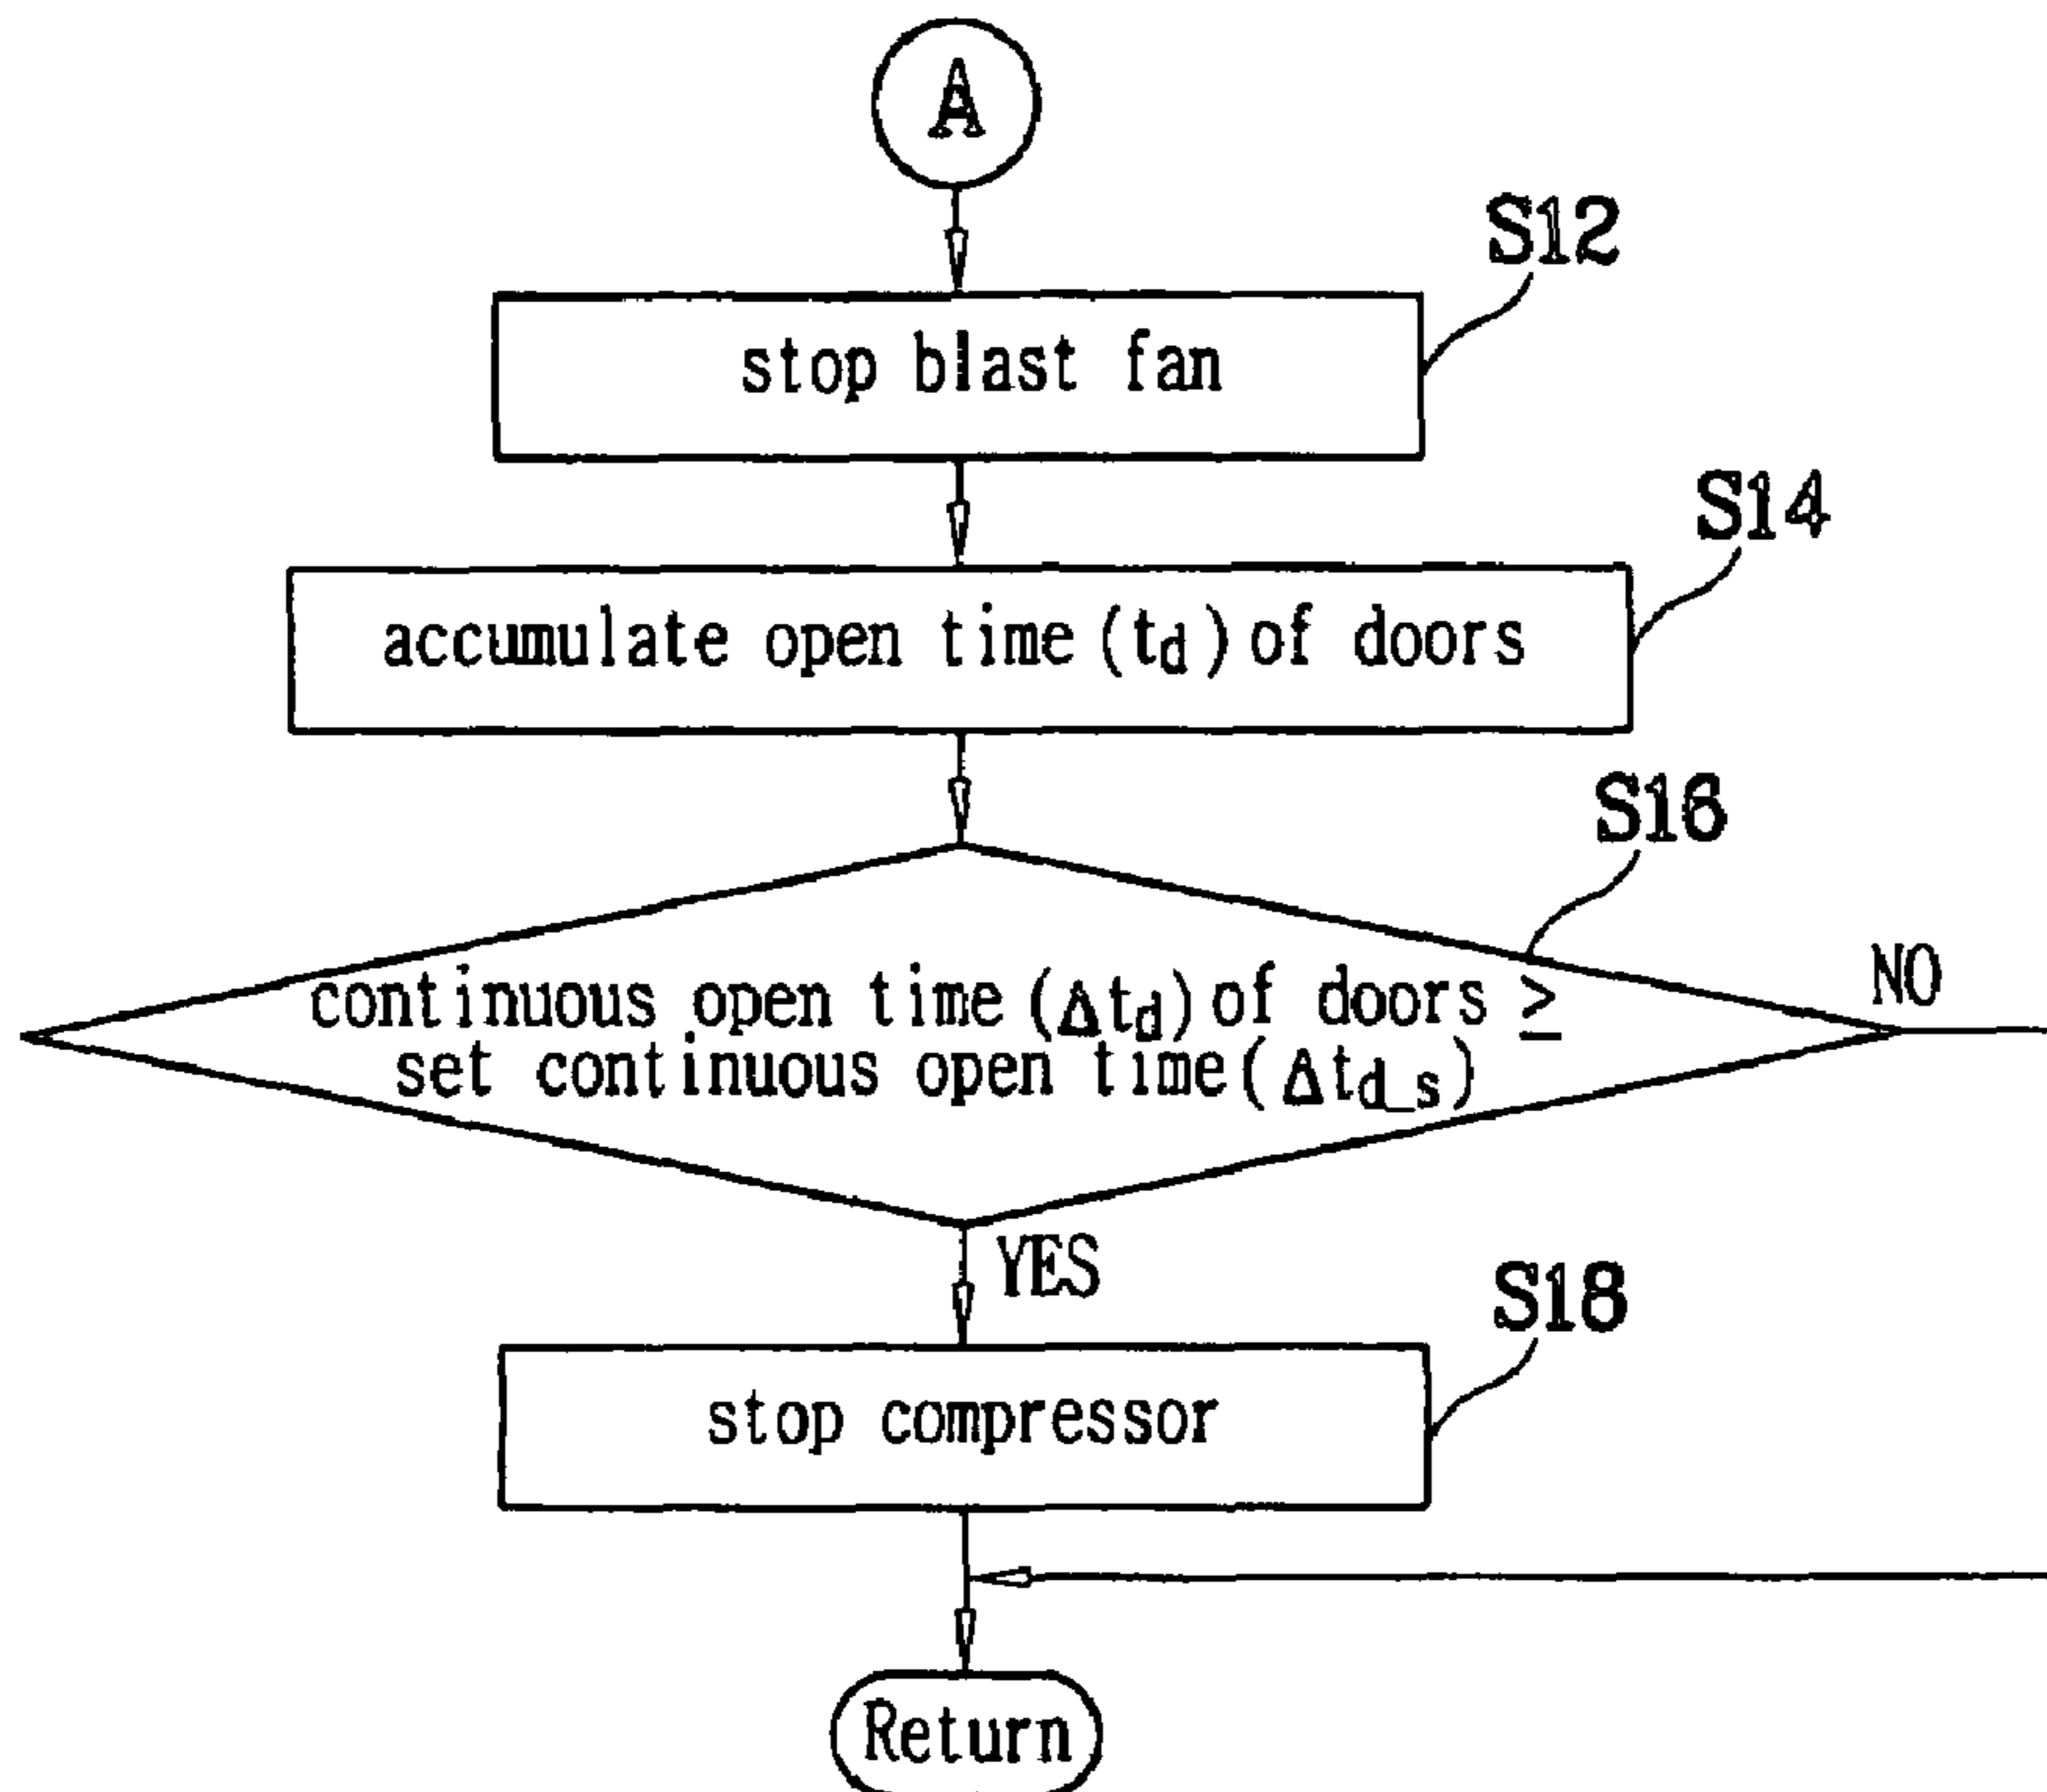 A
S12
stop blast fan
S14
accumulate open time(td)of doors
S16
continuous open time(Δtd)of doors ≥
set continuous open time(Δtd_s)
NO
YES
S18
stop compressor
Return